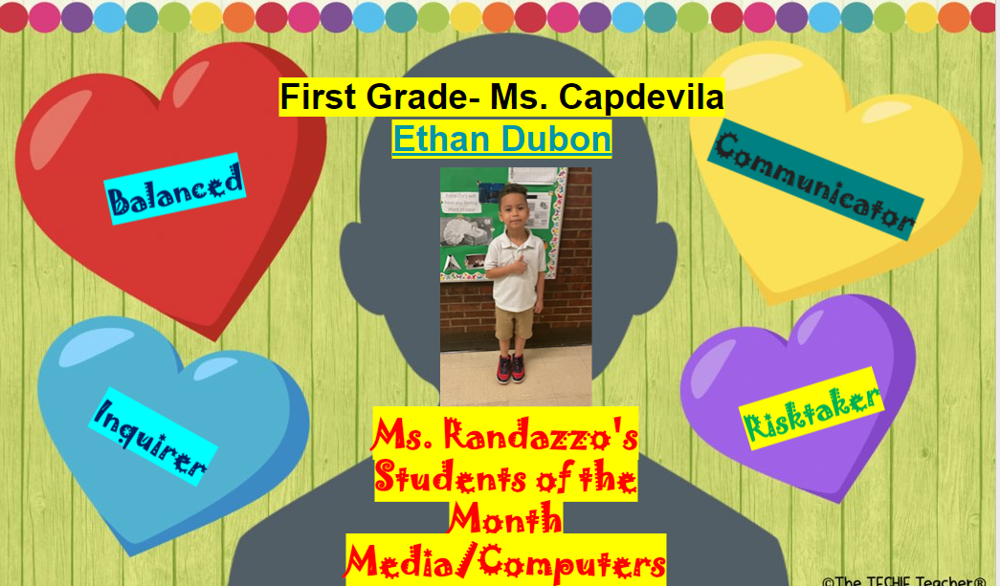 First Grade- Ms. Capdevila
Ethan Dubon
Balanced
Communicator
Inquirer
Risktaker
Ms. Randazzo's
Students of the
Month
Media/Computers
©The TECHIE Teacher®